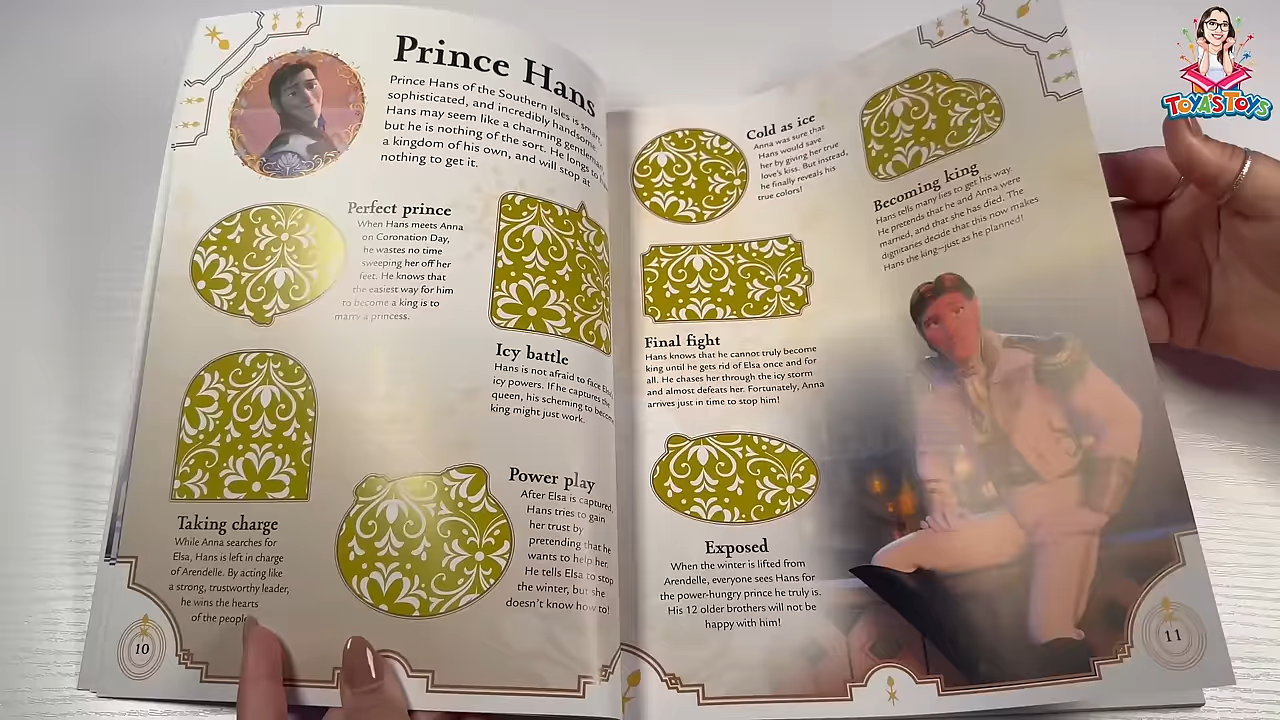 Prince Hans
Prince Hans of the Southern Isles is smart,
sophisticated, and incredibly handsome.
Hans may seem like a charming gentleman
but he is nothing of the sort. He longs to
a kingdom of his own, and will stop at
nothing to get it.
Perfect prince
When Hans meets Anna
on Coronation Day,
he wastes no time
sweeping her off her
feet. He knows that
the easiest way for him
to become a king is to
marry a princess.
Icy battle
Hans is not afraid to face Elsa's
icy powers. If he captures the
queen, his scheming to become
king might just work.
Taking charge
While Anna searches for
Elsa, Hans is left in charge
of Arendelle. By acting like
a strong, trustworthy leader,
he wins the hearts
of the people
Power play
After Elsa is captured,
Hans tries to gain
her trust by
pretending that he
wants to help her.
He tells Elsa to stop
the winter, but she
doesn't know how to!
10
Cold as ice
Anna was sure that
Hans would save
her by giving her true
love's kiss. But instead,
he finally reveals his
true colors!
Final fight
Hans knows that he cannot truly become
king until he gets rid of Elsa once and for
all. He chases her through the icy storm
and almost defeats her. Fortunately, Anna
arrives just in time to stop him!
Exposed
When the winter is lifted from
Arendelle, everyone sees Hans for
the power-hungry prince he truly is.
His 12 older brothers will not be
happy with him!
Becoming king
Hans tells many lies to get his way.
He pretends that he and Anna were
married, and that she has died. The
dignitaries decide that this now makes
Hans the king—just as he planned!
11
TOYA'S TOYS